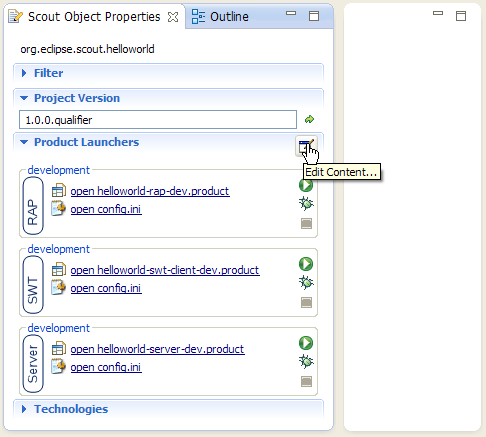 Scout Object Properties Outline
org.eclipse.scout.helloworld
Filter
Project Version
1.0.0.qualifier
Product Launchers
Edit Content...
development
RAP
open helloworld-rap-dev.product
open config.ini
development
SWT
open helloworld-swt-client-dev.product
open config.ini
development
Server
open helloworld-server-dev.product
open config.ini
Technologies